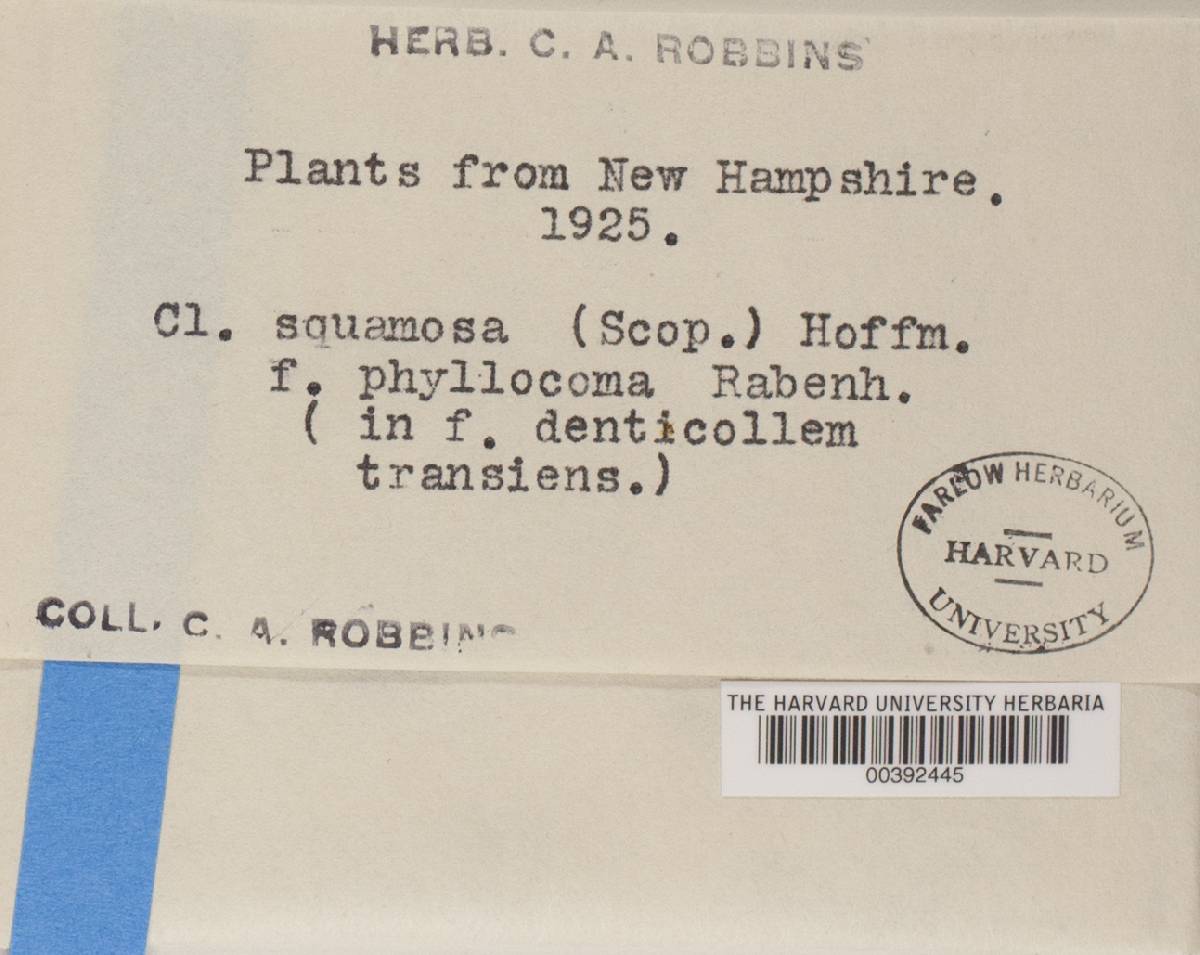 HERB. C. A. ROBBINS
Plants from New Hampshire.
1925.
Cl. squamosa (Scop.) Hoffm.
f. phyllocoma Rabenh.
( in f. denticollem
transiens.)
FARLOW HERBARIUM
HARVARD
UNIVERSITY
COLL. C. A. ROBBINS
THE HARVARD UNIVERSITY HERBARIA
00392445